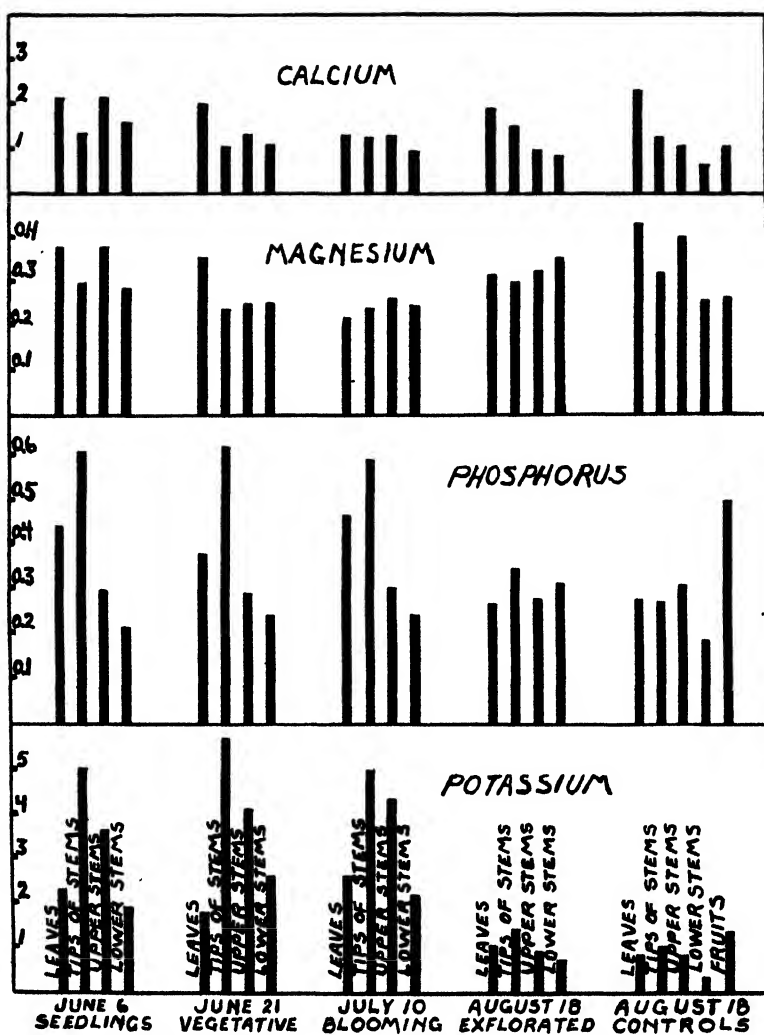 3
CALCIUM
2
1
0.4
MAGNESIUM
0.3
0.2
0.1
0.6
PHOSPHORUS
0.5
0.4
0.3
0.2
0.1
5
POTASSIUM
4
3
2
1
LEAVES
TIPS OF STEMS
UPPER STEMS
LOWER STEMS
LEAVES
TIPS OF STEMS
UPPER STEMS
LOWER STEMS
LEAVES
TIPS OF STEMS
UPPER STEMS
LOWER STEMS
LEAVES
TIPS OF STEMS
UPPER STEMS
LOWER STEMS
LEAVES
TIPS OF STEMS
UPPER STEMS
LOWER STEMS
FRUITS
JUNE 6 JUNE 21 JULY 10 AUGUST 18 AUGUST 18
SEEDLINGS VEGETATIVE BLOOMING EXFLORATED CONTROLS